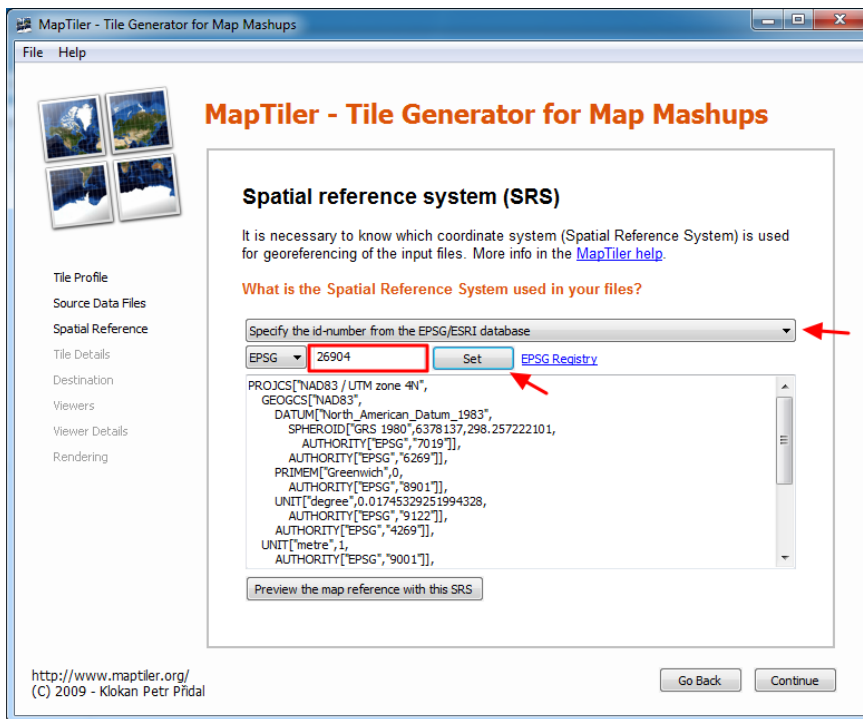 MapTiler - Tile Generator for Map Mashups
File Help
MapTiler - Tile Generator for Map Mashups
Spatial reference system (SRS)
It is necessary to know which coordinate system (Spatial Reference System) is used
for georeferencing of the input files. More info in the MapTiler help.
What is the Spatial Reference System used in your files?
Tile Profile
Source Data Files
Spatial Reference
Tile Details
Destination
Viewers
Viewer Details
Rendering
Specify the id-number from the EPSG/ESRI database
EPSG 26904 Set EPSG Registry
PROJCS["NAD83 / UTM zone 4N",
GEOGCS["NAD83",
DATUM["North_American_Datum_1983",
SPHEROID["GRS 1980",6378137,298.257222101,
AUTHORITY["EPSG","7019"]],
AUTHORITY["EPSG","6269"]],
PRIMEM["Greenwich",0,
AUTHORITY["EPSG","8901"]],
UNIT["degree",0.01745329251994328,
AUTHORITY["EPSG","9122"]],
AUTHORITY["EPSG","4269"]],
UNIT["metre",1,
AUTHORITY["EPSG","9001"]],
Preview the map reference with this SRS
http://www.maptiler.org/
(C) 2009 - Klokan Petr Přidal
Go Back Continue